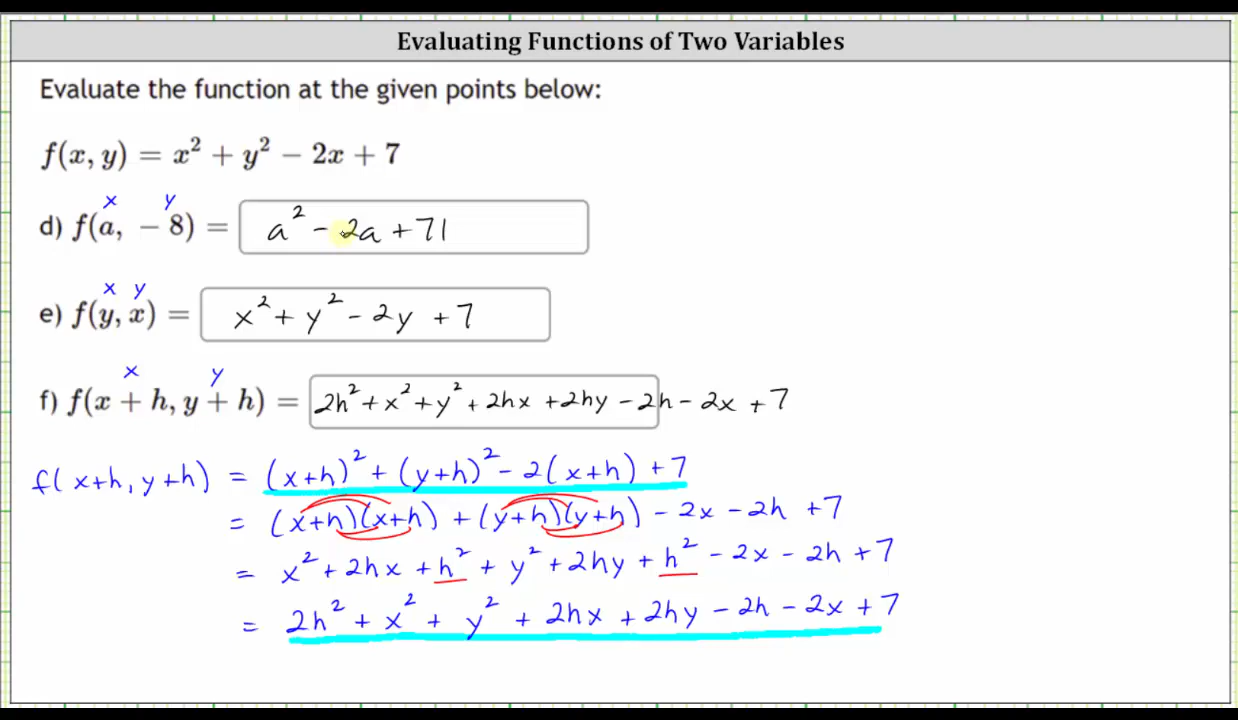 Evaluating Functions of Two Variables
Evaluate the function at the given points below:
f(x, y) = x² + y² − 2x + 7
x y
d) f(a, − 8) = a² − 2a + 71
x y
e) f(y, x) = x² + y² − 2y + 7
x y
f) f(x + h, y + h) = 2h² + x² + y² + 2hx + 2hy − 2h − 2x + 7
f(x+h, y+h) = (x+h)² + (y+h)² − 2(x+h) + 7
= (x+h)(x+h) + (y+h)(y+h) − 2x − 2h + 7
= x² + 2hx + h² + y² + 2hy + h² − 2x − 2h + 7
= 2h² + x² + y² + 2hx + 2hy − 2h − 2x + 7